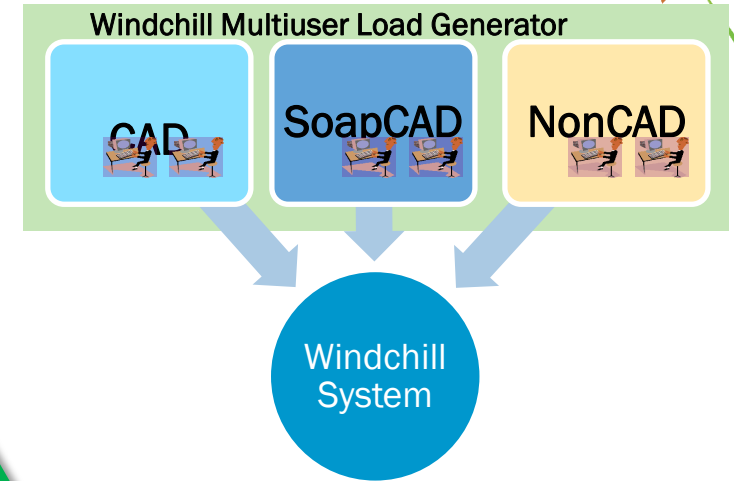 Windchill Multiuser Load Generator
CAD
SoapCAD
NonCAD
Windchill
System